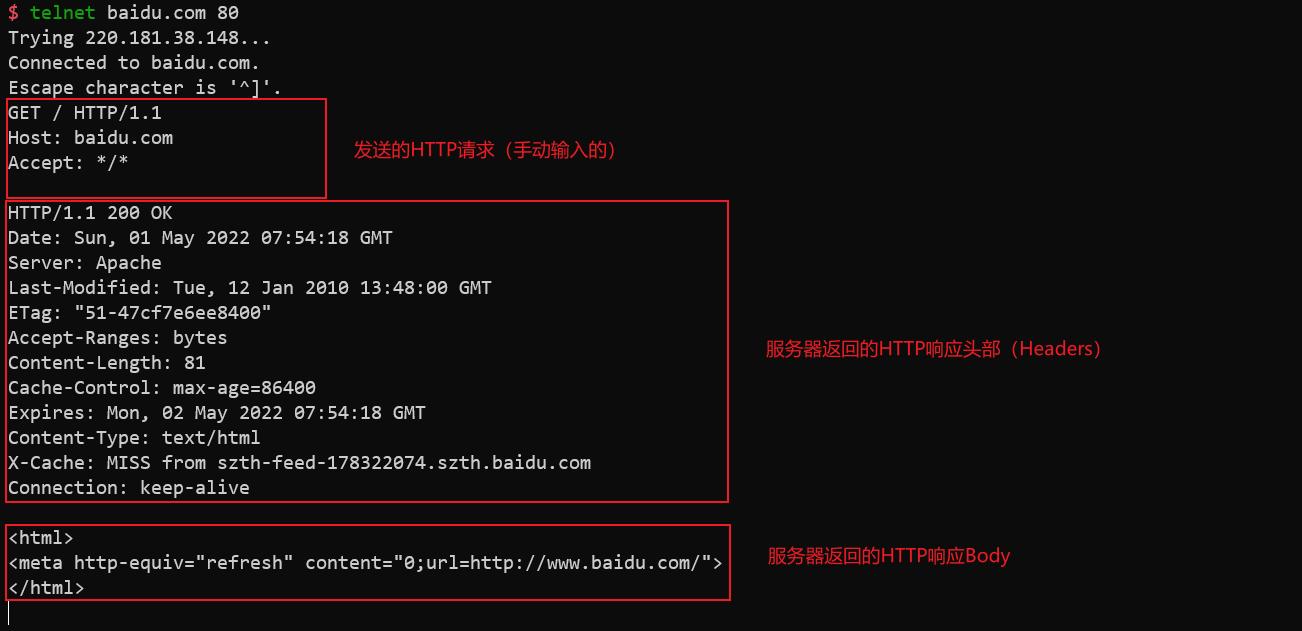 $ telnet baidu.com 80
Trying 220.181.38.148...
Connected to baidu.com.
Escape character is '^]'.
GET / HTTP/1.1
Host: baidu.com
Accept: */*
发送的HTTP请求（手动输入的）
HTTP/1.1 200 OK
Date: Sun, 01 May 2022 07:54:18 GMT
Server: Apache
Last-Modified: Tue, 12 Jan 2010 13:48:00 GMT
ETag: "51-47cf7e6ee8400"
Accept-Ranges: bytes
Content-Length: 81
Cache-Control: max-age=86400
Expires: Mon, 02 May 2022 07:54:18 GMT
Content-Type: text/html
X-Cache: MISS from szth-feed-178322074.szth.baidu.com
Connection: keep-alive
服务器返回的HTTP响应头部（Headers）
<html>
<meta http-equiv="refresh" content="0;url=http://www.baidu.com/">
</html>
服务器返回的HTTP响应Body